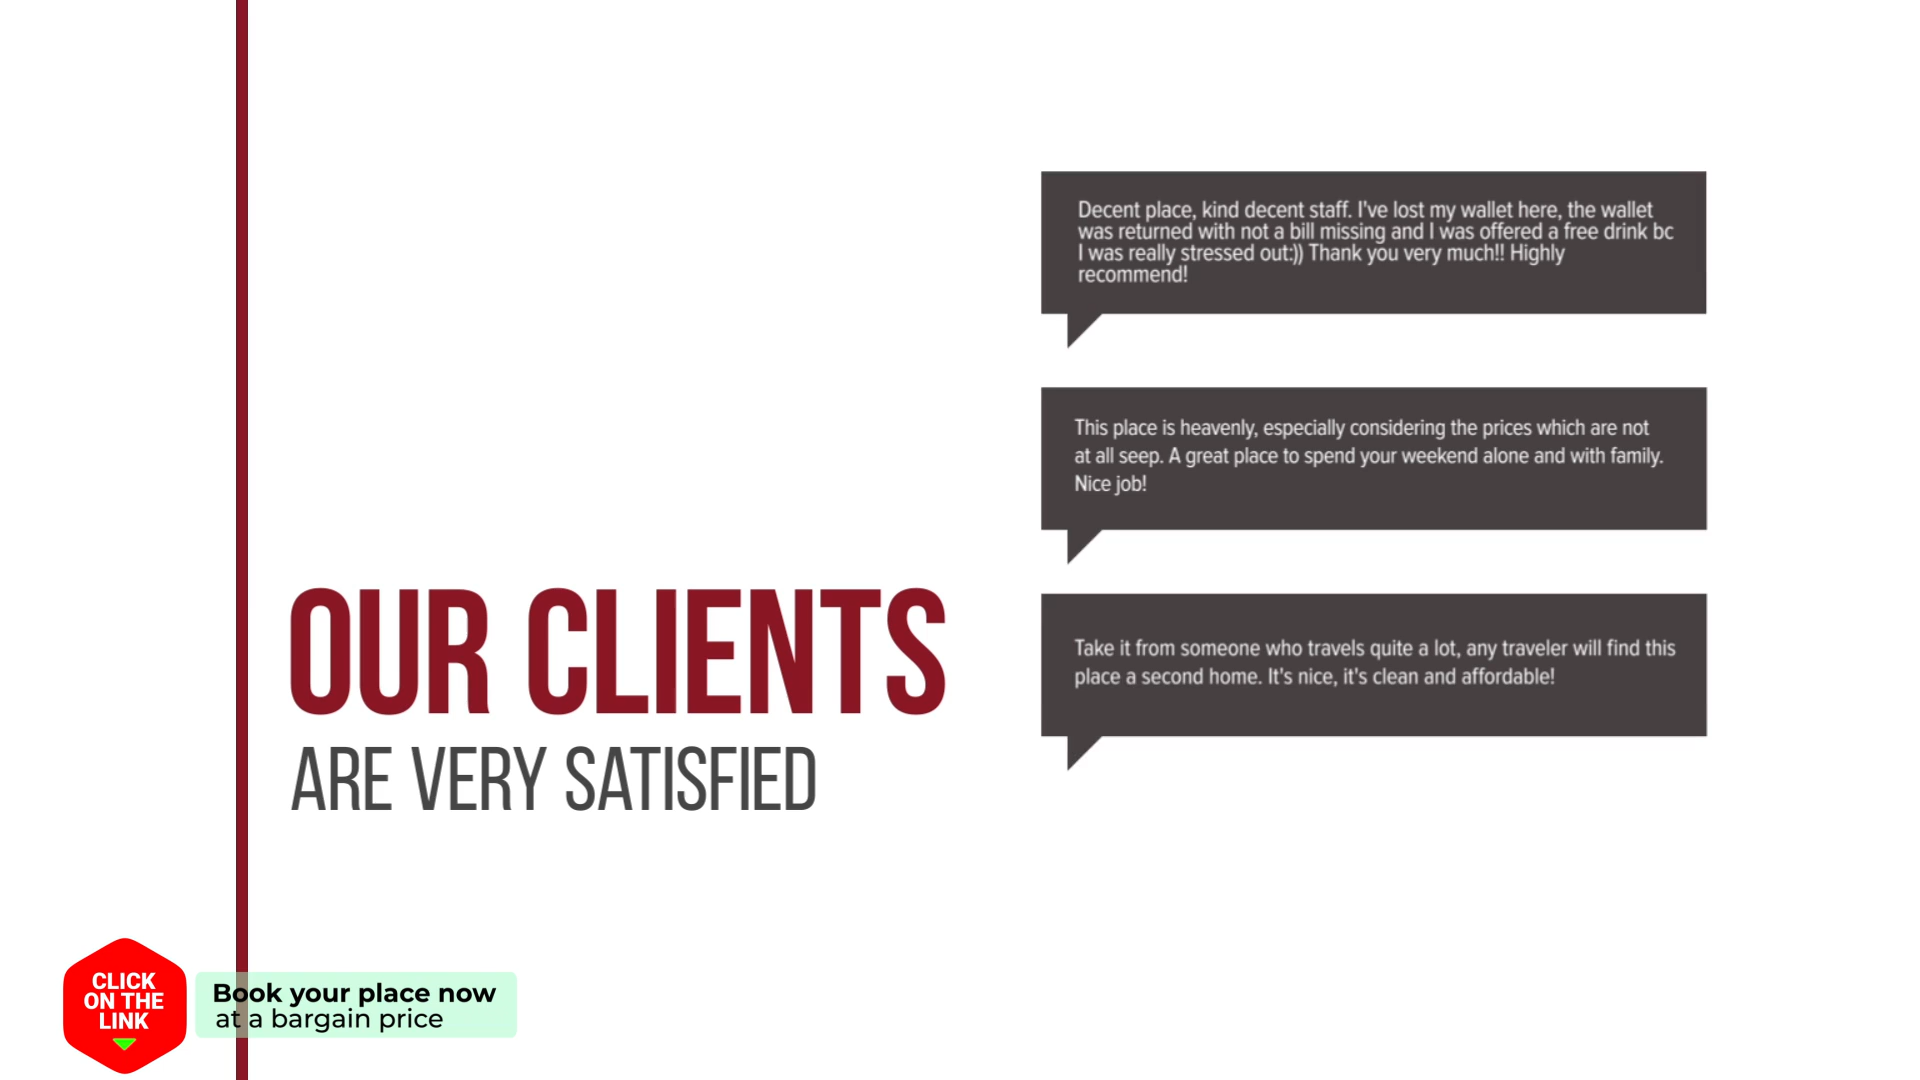 Decent place, kind decent staff. I've lost my wallet here, the wallet
was returned with not a bill missing and I was offered a free drink bc
I was really stressed out:)) Thank you very much!! Highly
recommend!
This place is heavenly, especially considering the prices which are not
at all seep. A great place to spend your weekend alone and with family.
Nice job!
Take it from someone who travels quite a lot, any traveler will find this
place a second home. It's nice, it's clean and affordable!
OUR CLIENTS
ARE VERY SATISFIED
CLICK
ON THE
LINK
Book your place now
at a bargain price